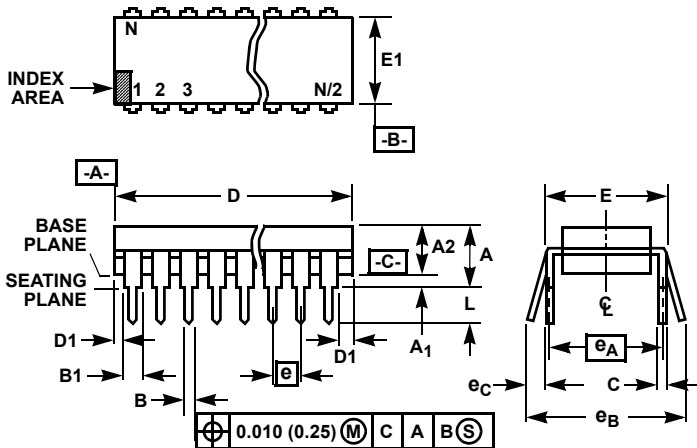 N
E1
INDEX
AREA
1 2 3 N/2
-B-
-A-
D
E
BASE
PLANE
A2
A
-C-
SEATING
PLANE
L
C L
D1
A1
D1
eA
B1
e
eC
C
B
eB
0.010 (0.25) M C A B S